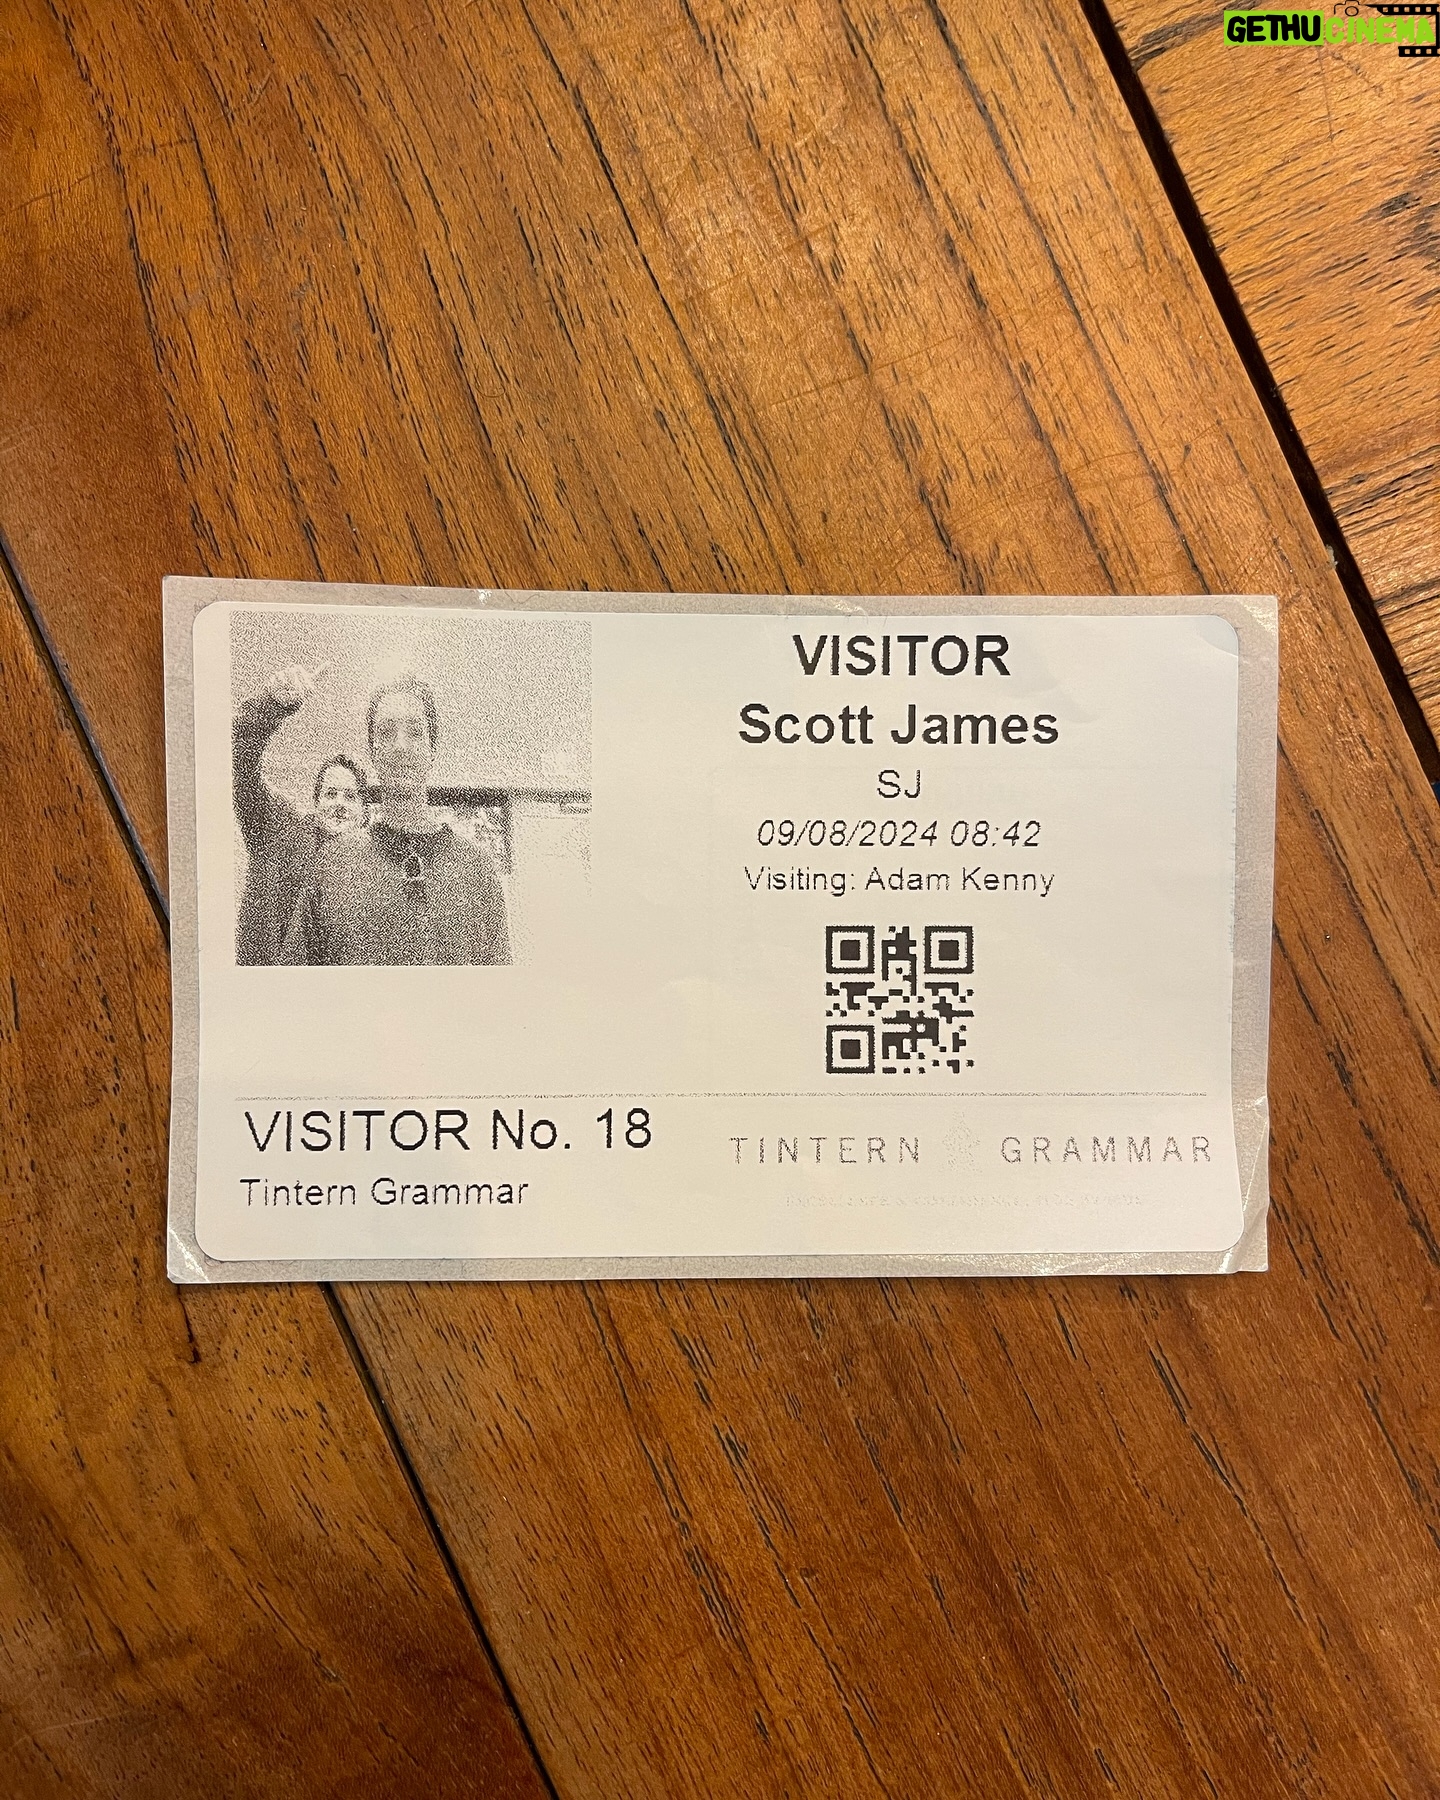 GETHU CINEMA
VISITOR
Scott James
SJ
09/08/2024 08:42
Visiting: Adam Kenny
VISITOR No. 18
Tintern Grammar
TINTERN GRAMMAR